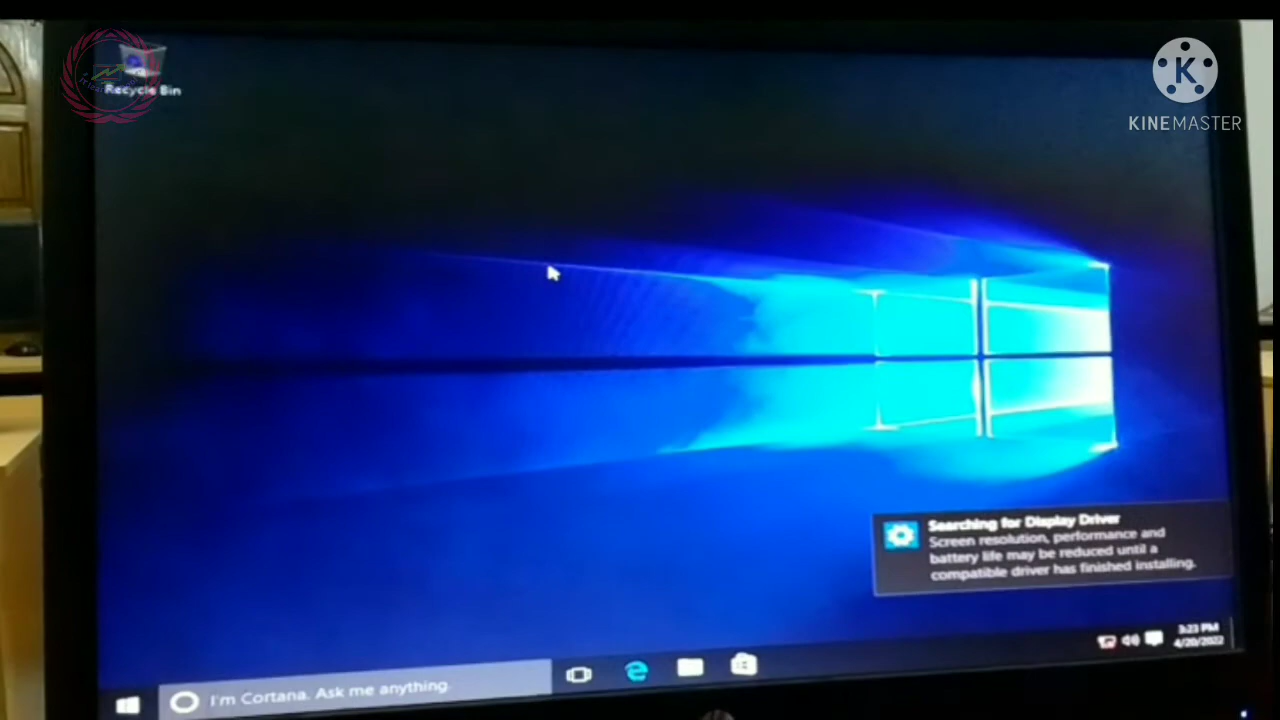 Recycle Bin
KINEMASTER
Searching for Display Driver
Screen resolution, performance and
battery life may be reduced until a
compatible driver has finished installing.
3:23 PM
4/20/2022
I'm Cortana. Ask me anything.